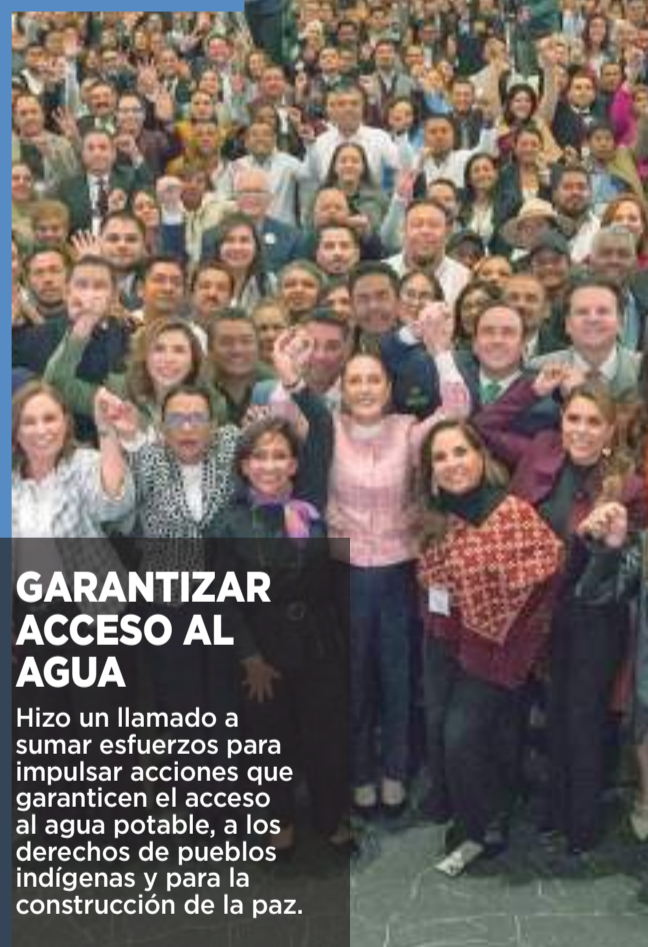 GARANTIZAR
ACCESO AL
AGUA
Hizo un llamado a
sumar esfuerzos para
impulsar acciones que
garanticen el acceso
al agua potable, a los
derechos de pueblos
indígenas y para la
construcción de la paz.